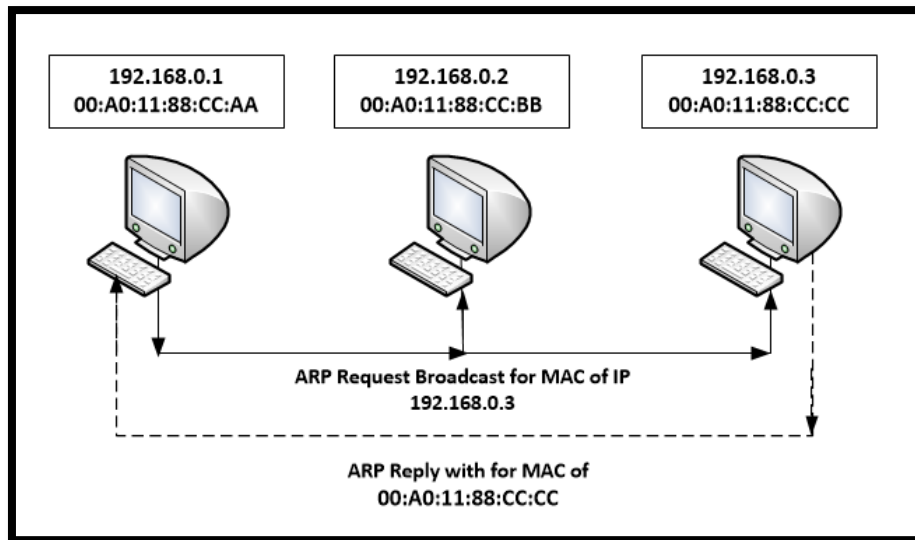 192.168.0.1
00:A0:11:88:CC:AA
192.168.0.2
00:A0:11:88:CC:BB
192.168.0.3
00:A0:11:88:CC:CC
ARP Request Broadcast for MAC of IP
192.168.0.3
ARP Reply with for MAC of
00:A0:11:88:CC:CC